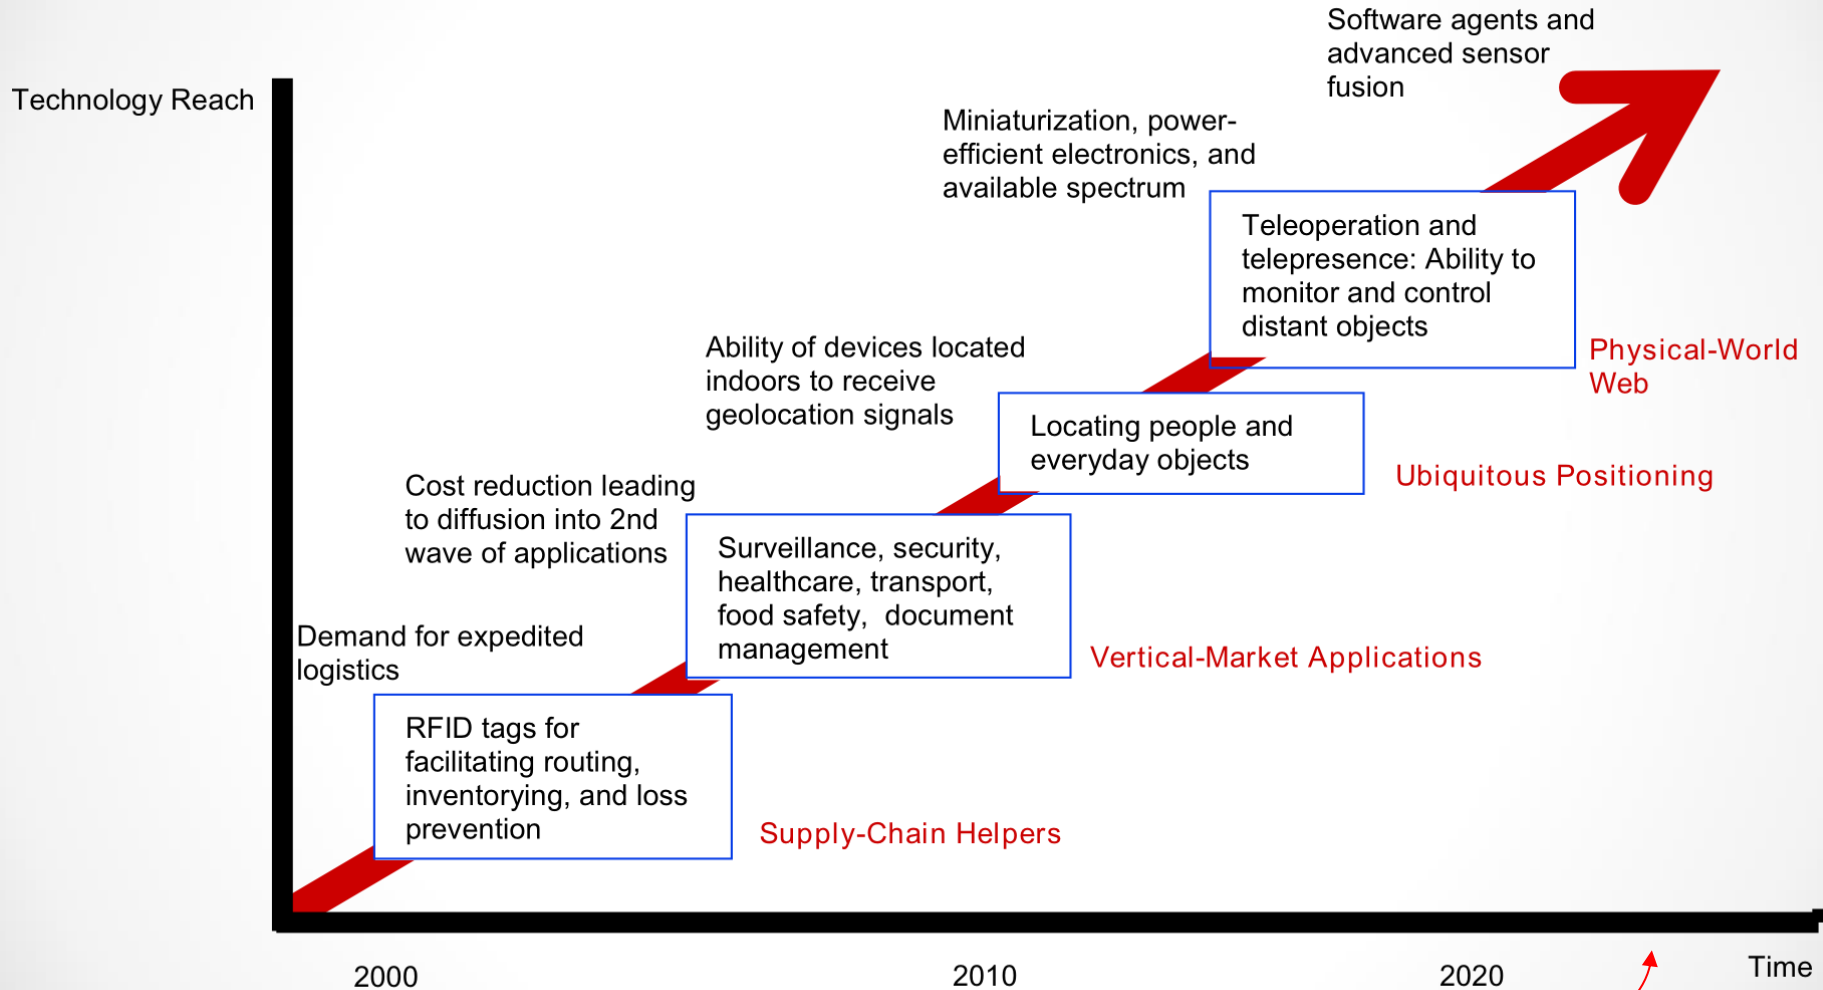 Software agents and
advanced sensor
fusion
Technology Reach
Miniaturization, power-
efficient electronics, and
available spectrum
Teleoperation and
telepresence: Ability to
monitor and control
distant objects
Physical-World
Web
Ability of devices located
indoors to receive
geolocation signals
Locating people and
everyday objects
Ubiquitous Positioning
Cost reduction leading
to diffusion into 2nd
wave of applications
Surveillance, security,
healthcare, transport,
food safety,  document
management
Vertical-Market Applications
Demand for expedited
logistics
RFID tags for
facilitating routing,
inventorying, and loss
prevention
Supply-Chain Helpers
2000
2010
2020
Time